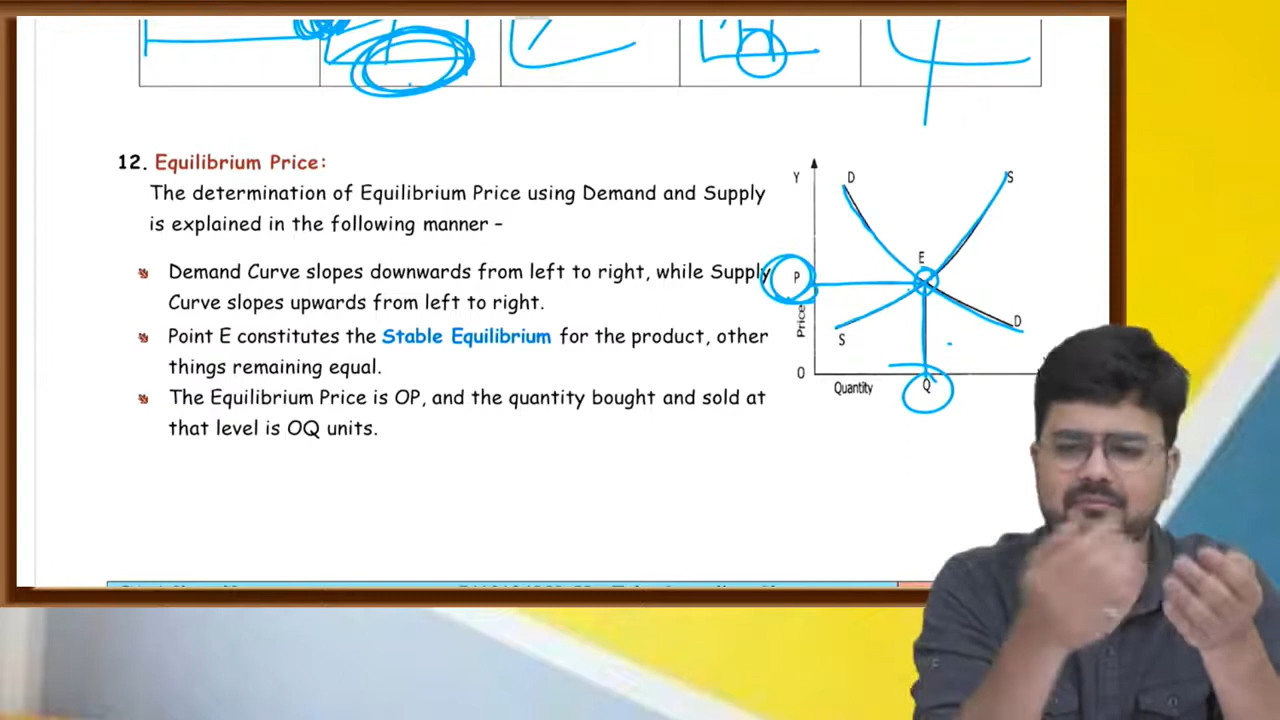 12. Equilibrium Price:
The determination of Equilibrium Price using Demand and Supply
is explained in the following manner –
Demand Curve slopes downwards from left to right, while Supply
Curve slopes upwards from left to right.
Point E constitutes the Stable Equilibrium for the product, other
things remaining equal.
The Equilibrium Price is OP, and the quantity bought and sold at
that level is OQ units.
Y
D
S
E
P
Price
S
D
O
Quantity
Q